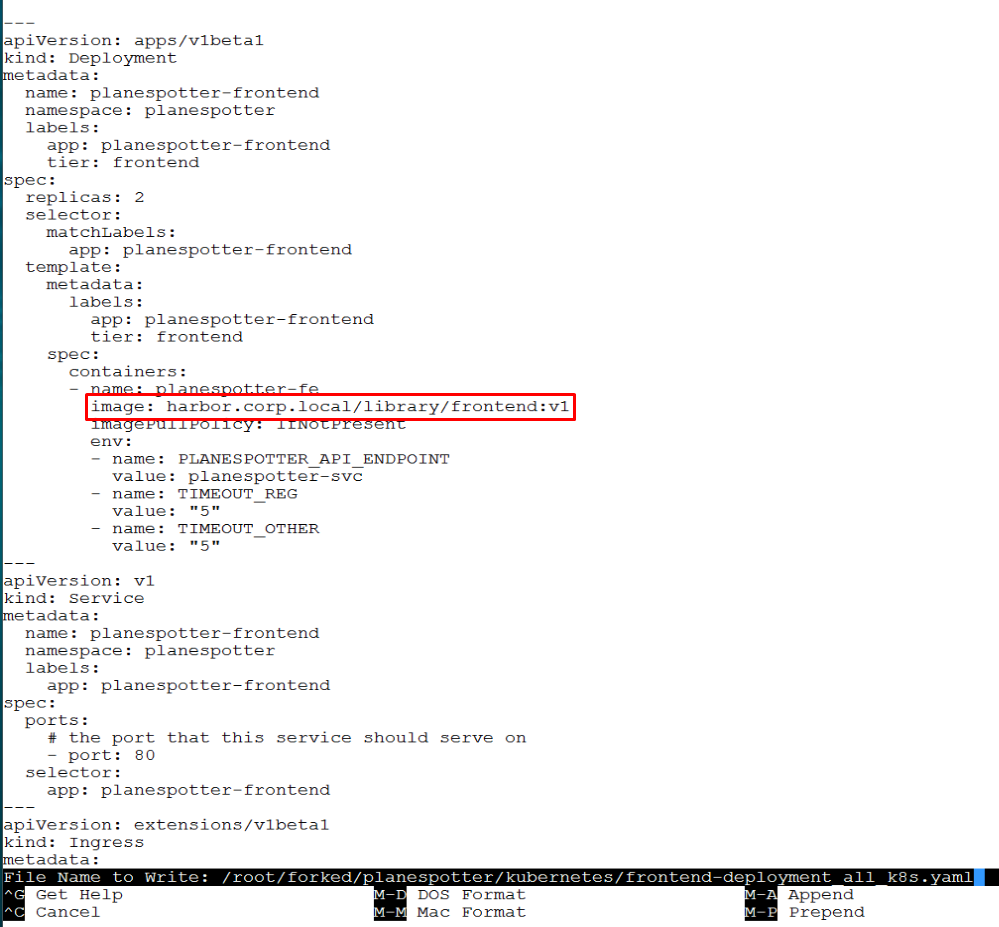 ---
apiVersion: apps/v1beta1
kind: Deployment
metadata:
  name: planespotter-frontend
  namespace: planespotter
  labels:
    app: planespotter-frontend
    tier: frontend
spec:
  replicas: 2
  selector:
    matchLabels:
      app: planespotter-frontend
  template:
    metadata:
      labels:
        app: planespotter-frontend
        tier: frontend
    spec:
      containers:
      - name: planespotter-fe
        image: harbor.corp.local/library/frontend:v1
        imagePullPolicy: IfNotPresent
        env:
        - name: PLANESPOTTER_API_ENDPOINT
          value: planespotter-svc
        - name: TIMEOUT_REG
          value: "5"
        - name: TIMEOUT_OTHER
          value: "5"
---
apiVersion: v1
kind: Service
metadata:
  name: planespotter-frontend
  namespace: planespotter
  labels:
    app: planespotter-frontend
spec:
  ports:
    # the port that this service should serve on
    - port: 80
  selector:
    app: planespotter-frontend
---
apiVersion: extensions/v1beta1
kind: Ingress
metadata:
File Name to Write: /root/forked/planespotter/kubernetes/frontend-deployment_all_k8s.yaml
^G Get Help M-D DOS Format M-A Append
^C Cancel M-M Mac Format M-P Prepend